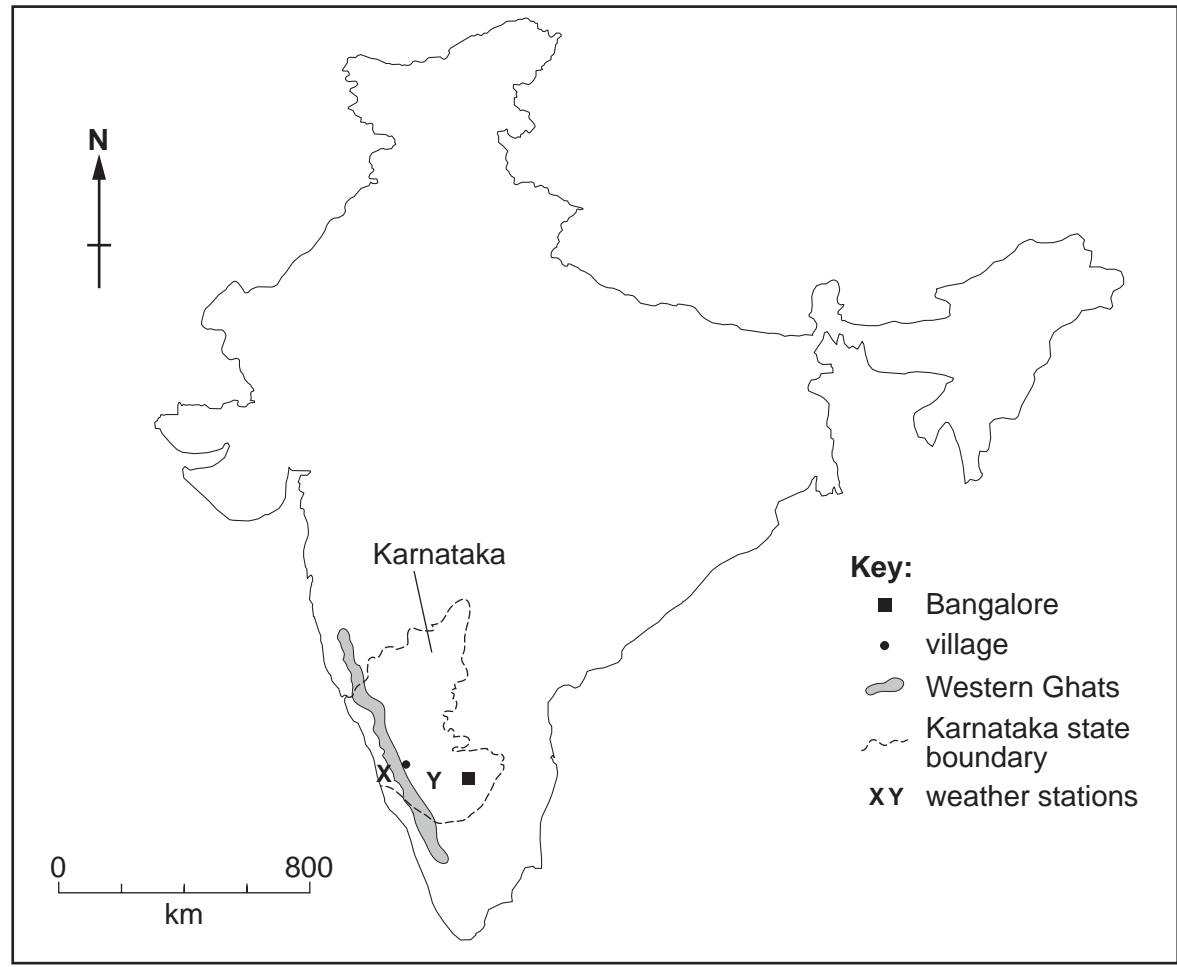 N
Karnataka
X
Y
0 800
km
Key:
Bangalore
village
Western Ghats
Karnataka state
boundary
X Y weather stations